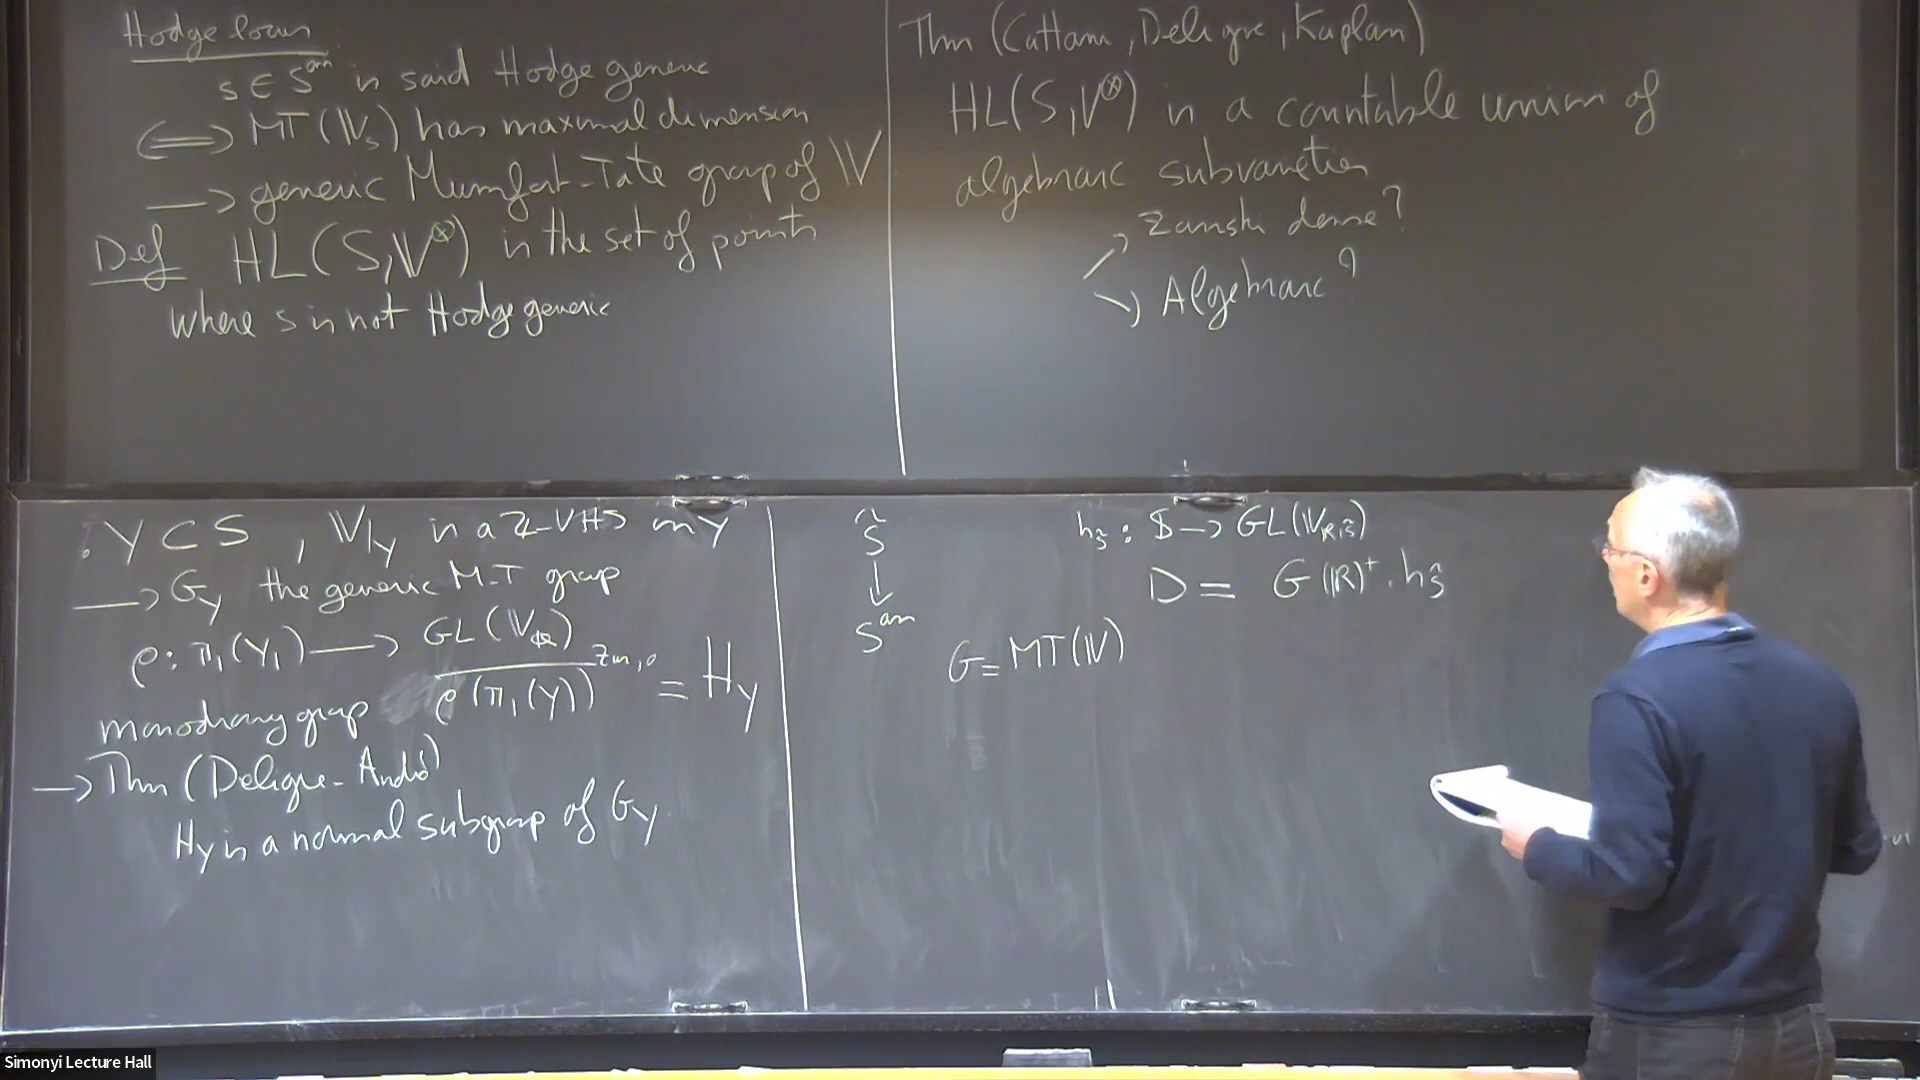 Hodge locus
s ∈ S^an is said Hodge generic
⟺ MT(𝕍_s) has maximal dimension
→ generic Mumford-Tate group of 𝕍
Def HL(S,𝕍^⊗) is the set of points
where s is not Hodge generic
Thm (Cattani, Deligne, Kaplan)
HL(S,𝕍^⊗) is a countable union of
algebraic subvarieties
→ Zariski dense?
→ Algebraic?
. Y ⊂ S , 𝕍|_Y is a ℤ-VHS on Y
→ G_Y the generic M-T group
ρ: π_1(Y,) → GL(𝕍_ℚ)
monodromy group \overline{ρ(π_1(Y))}^{Zar,0} = H_Y
→ Thm (Deligne-André)
H_Y is a normal subgroup of G_Y
S̃
↓
S^an
h_s̃ : 𝕊 → GL(𝕍_{ℝ,s̃})
D = G(ℝ)^+ . h_s̃
G = MT(𝕍)
Simonyi Lecture Hall